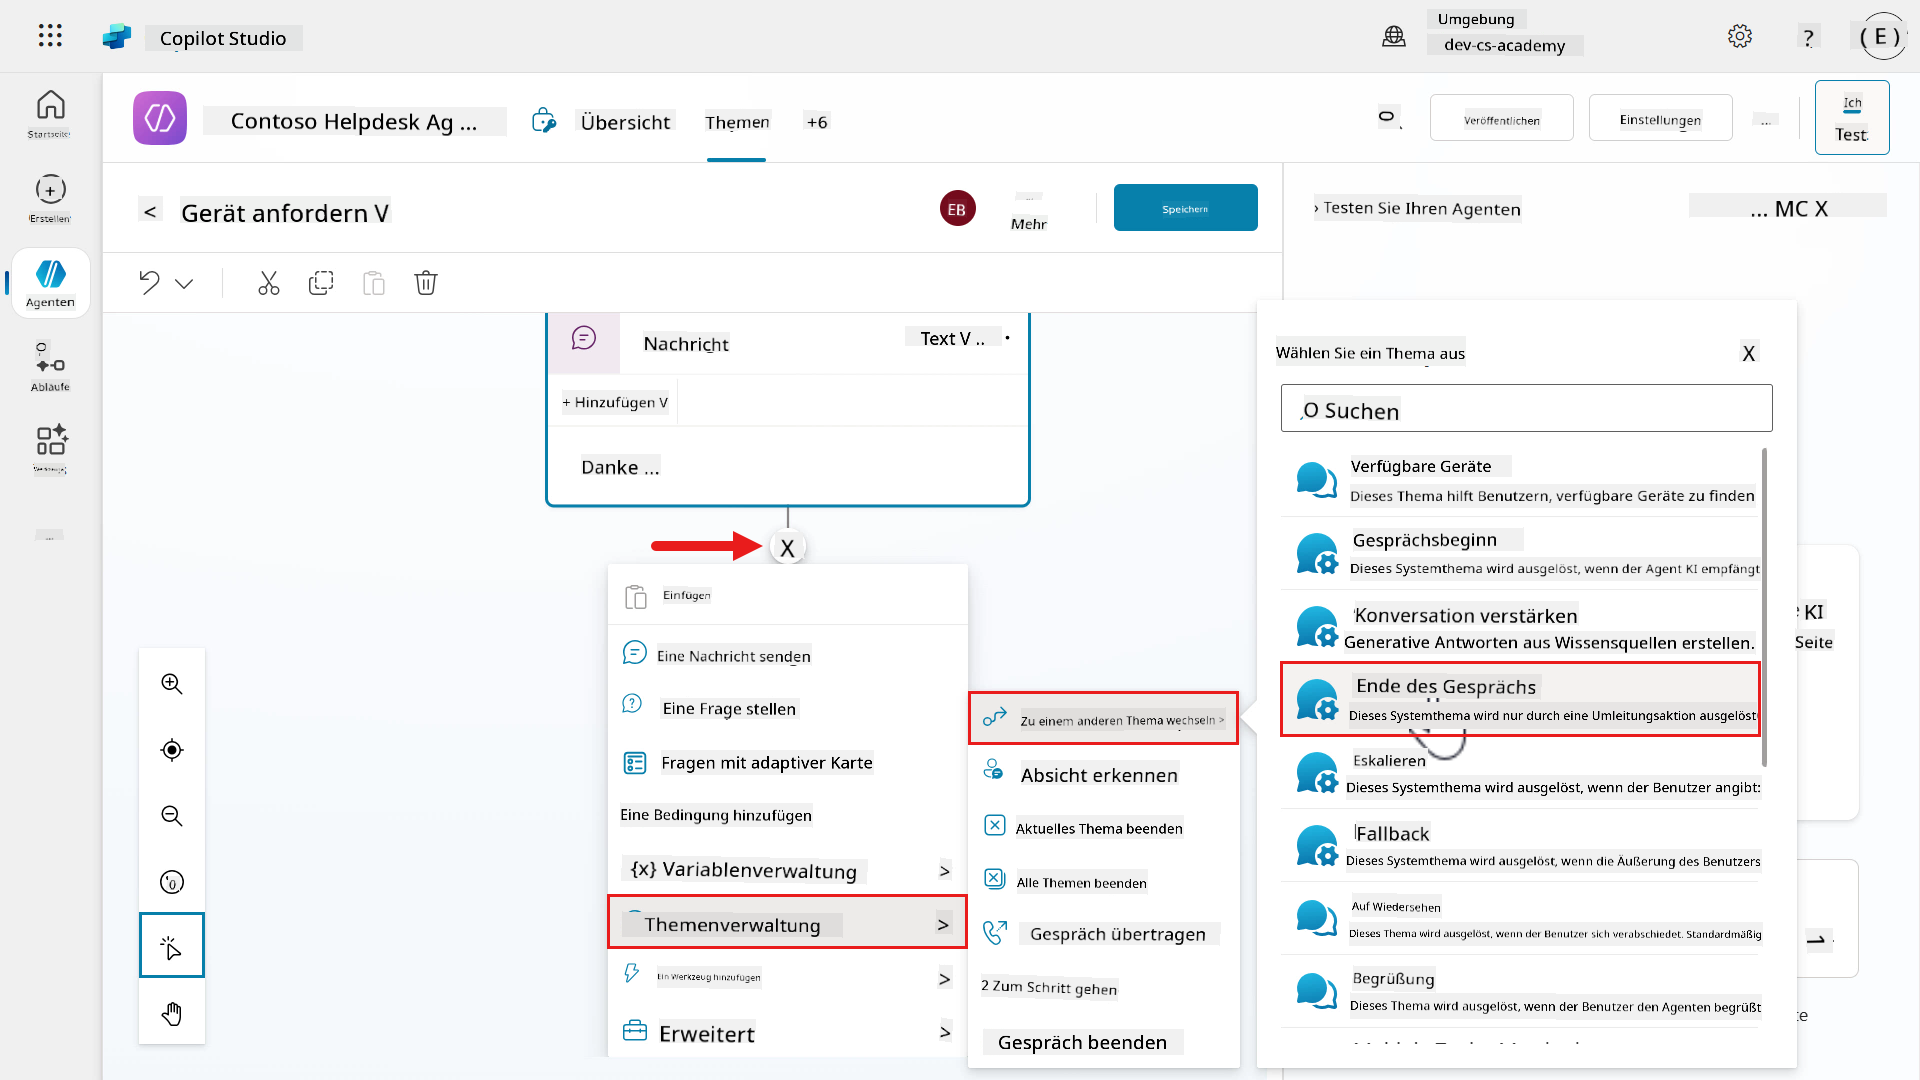 Copilot Studio
Umgebung
dev-cs-academy
?
( E )
Startseite
Erstellen
Agenten
Abläufe
Contoso Helpdesk Ag ...
Übersicht
Themen
+6
Veröffentlichen
Einstellungen
...
Ich
Test
< Gerät anfordern V
EB
...
Mehr
Speichern
› Testen Sie Ihren Agenten
... MC X
Nachricht
Text V ..
+ Hinzufügen V
Danke ...
X
Einfügen
Eine Nachricht senden
Eine Frage stellen
Fragen mit adaptiver Karte
Eine Bedingung hinzufügen
{x} Variablenverwaltung >
Themenverwaltung >
Ein Werkzeug hinzufügen >
Erweitert >
Zu einem anderen Thema wechseln >
Absicht erkennen
Aktuelles Thema beenden
Alle Themen beenden
Gespräch übertragen
2 Zum Schritt gehen
Gespräch beenden
Wählen Sie ein Thema aus
X
O Suchen
Verfügbare Geräte
Dieses Thema hilft Benutzern, verfügbare Geräte zu finden
Gesprächsbeginn
Dieses Systemthema wird ausgelöst, wenn der Agent KI empfängt
Konversation verstärken
Generative Antworten aus Wissensquellen erstellen.
Ende des Gesprächs
Dieses Systemthema wird nur durch eine Umleitungsaktion ausgelöst
Eskalieren
Dieses Systemthema wird ausgelöst, wenn der Benutzer angibt:
Fallback
Dieses Systemthema wird ausgelöst, wenn die Äußerung des Benutzers
Auf Wiedersehen
Dieses Thema wird ausgelöst, wenn der Benutzer sich verabschiedet. Standardmäßig
Begrüßung
Dieses Thema wird ausgelöst, wenn der Benutzer den Agenten begrüßt
KI
Seite
te